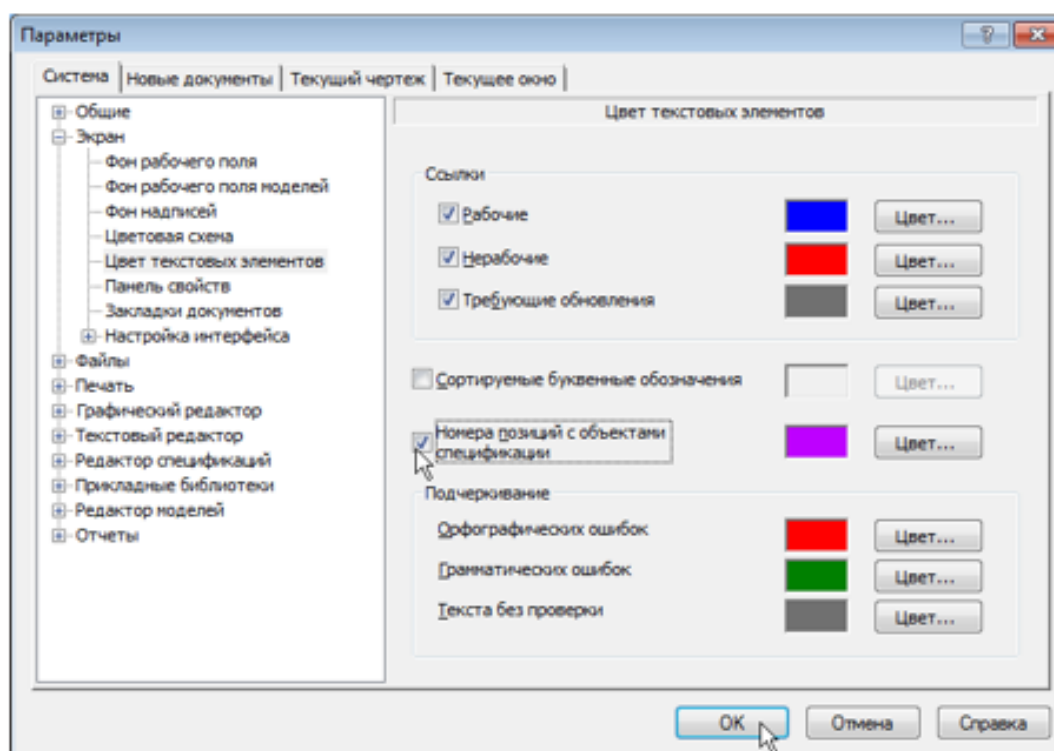 Параметры
Система Новые документы Текущий чертеж Текущее окно
Общие
Экран
Фон рабочего поля
Фон рабочего поля моделей
Фон надписей
Цветовая схема
Цвет текстовых элементов
Панель свойств
Закладки документов
Настройка интерфейса
Файлы
Печать
Графический редактор
Текстовый редактор
Редактор спецификаций
Прикладные библиотеки
Редактор моделей
Отчеты
Цвет текстовых элементов
Ссылки
Рабочие Цвет...
Нерабочие Цвет...
Требующие обновления Цвет...
Сортируемые буквенные обозначения Цвет...
Номера позиций с объектами
спецификации Цвет...
Подчеркивание
Орфографических ошибок Цвет...
Грамматических ошибок Цвет...
Текста без проверки Цвет...
OK Отмена Справка